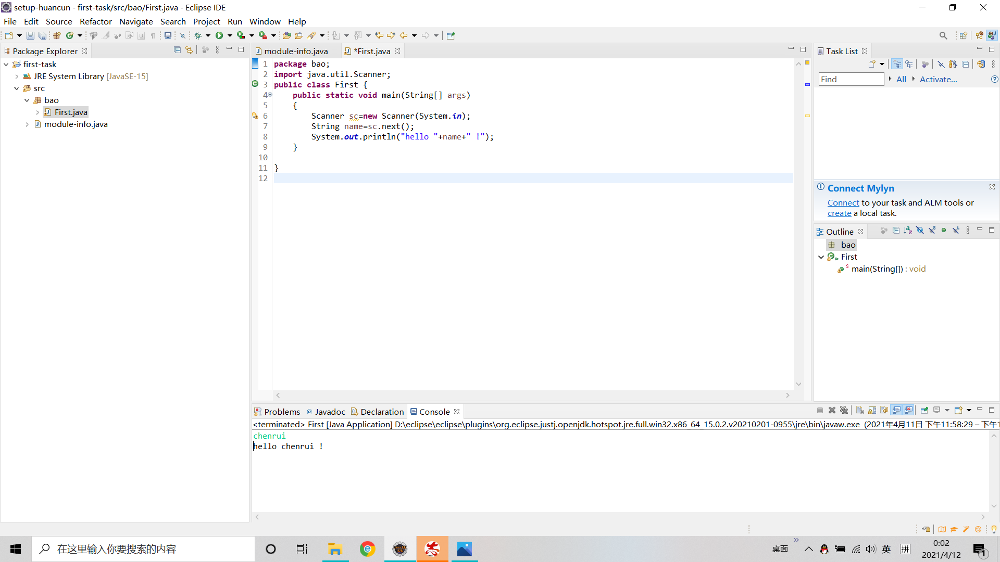 setup-huancun - first-task/src/bao/First.java - Eclipse IDE
File Edit Source Refactor Navigate Search Project Run Window Help
Package Explorer
first-task
JRE System Library [JavaSE-15]
src
bao
First.java
module-info.java
module-info.java
*First.java
1 package bao;
2 import java.util.Scanner;
3 public class First {
4 public static void main(String[] args)
5 {
6 Scanner sc=new Scanner(System.in);
7 String name=sc.next();
8 System.out.println("hello "+name+" !");
9 }
10
11 }
12
Task List
Find
All
Activate...
Connect Mylyn
Connect to your task and ALM tools or
create a local task.
Outline
bao
First
main(String[]) : void
Problems
@ Javadoc
Declaration
Console
<terminated> First [Java Application] D:\eclipse\eclipse\plugins\org.eclipse.justj.openjdk.hotspot.jre.full.win32.x86_64_15.0.2.v20210201-0955\jre\bin\javaw.exe (2021年4月11日 下午11:58:29 – 下午1
chenrui
hello chenrui !
在这里输入你要搜索的内容
桌面
英
拼
0:02
2021/4/12
1